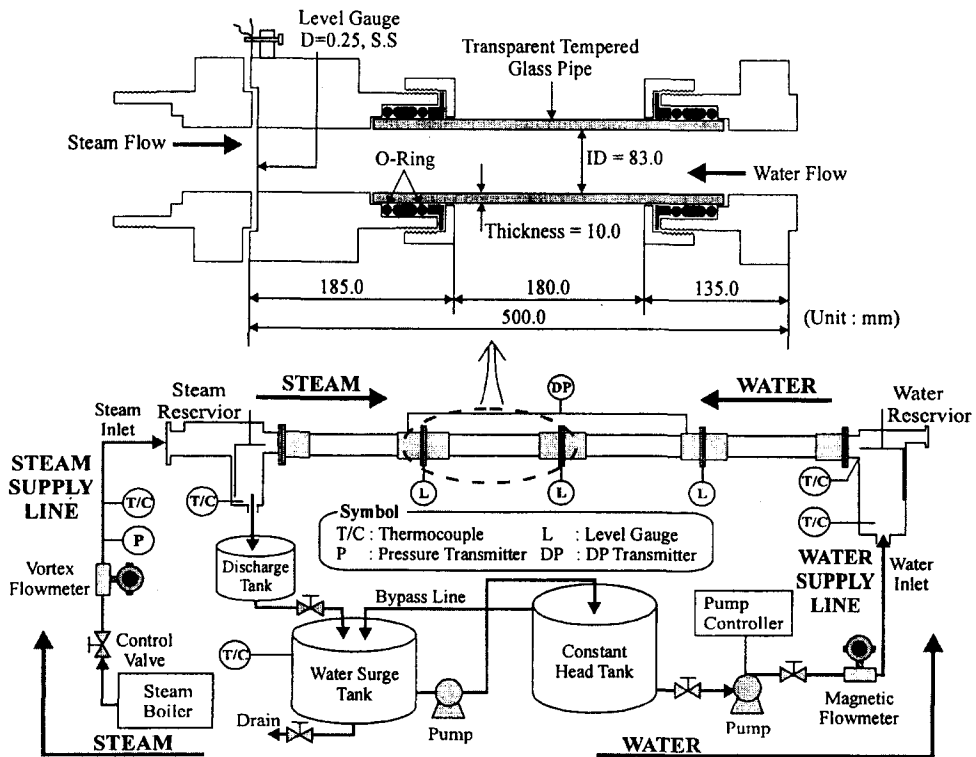 Level Gauge
D=0.25, S.S
Transparent Tempered
Glass Pipe
Steam Flow
O-Ring
ID = 83.0
Water Flow
Thickness = 10.0
185.0
180.0
135.0
500.0
(Unit : mm)
Steam
Reservior
STEAM
DP
WATER
Water
Reservior
Steam
Inlet
STEAM
SUPPLY
LINE
T/C
P
T/C
L
L
L
T/C
T/C
Symbol
T/C : Thermocouple L : Level Gauge
P : Pressure Transmitter DP : DP Transmitter
WATER
SUPPLY
LINE
Water
Inlet
Vortex
Flowmeter
Discharge
Tank
Bypass Line
Pump
Controller
Control
Valve
T/C
Water Surge
Tank
Constant
Head Tank
Steam
Boiler
Drain
Pump
Pump
Magnetic
Flowmeter
STEAM
WATER